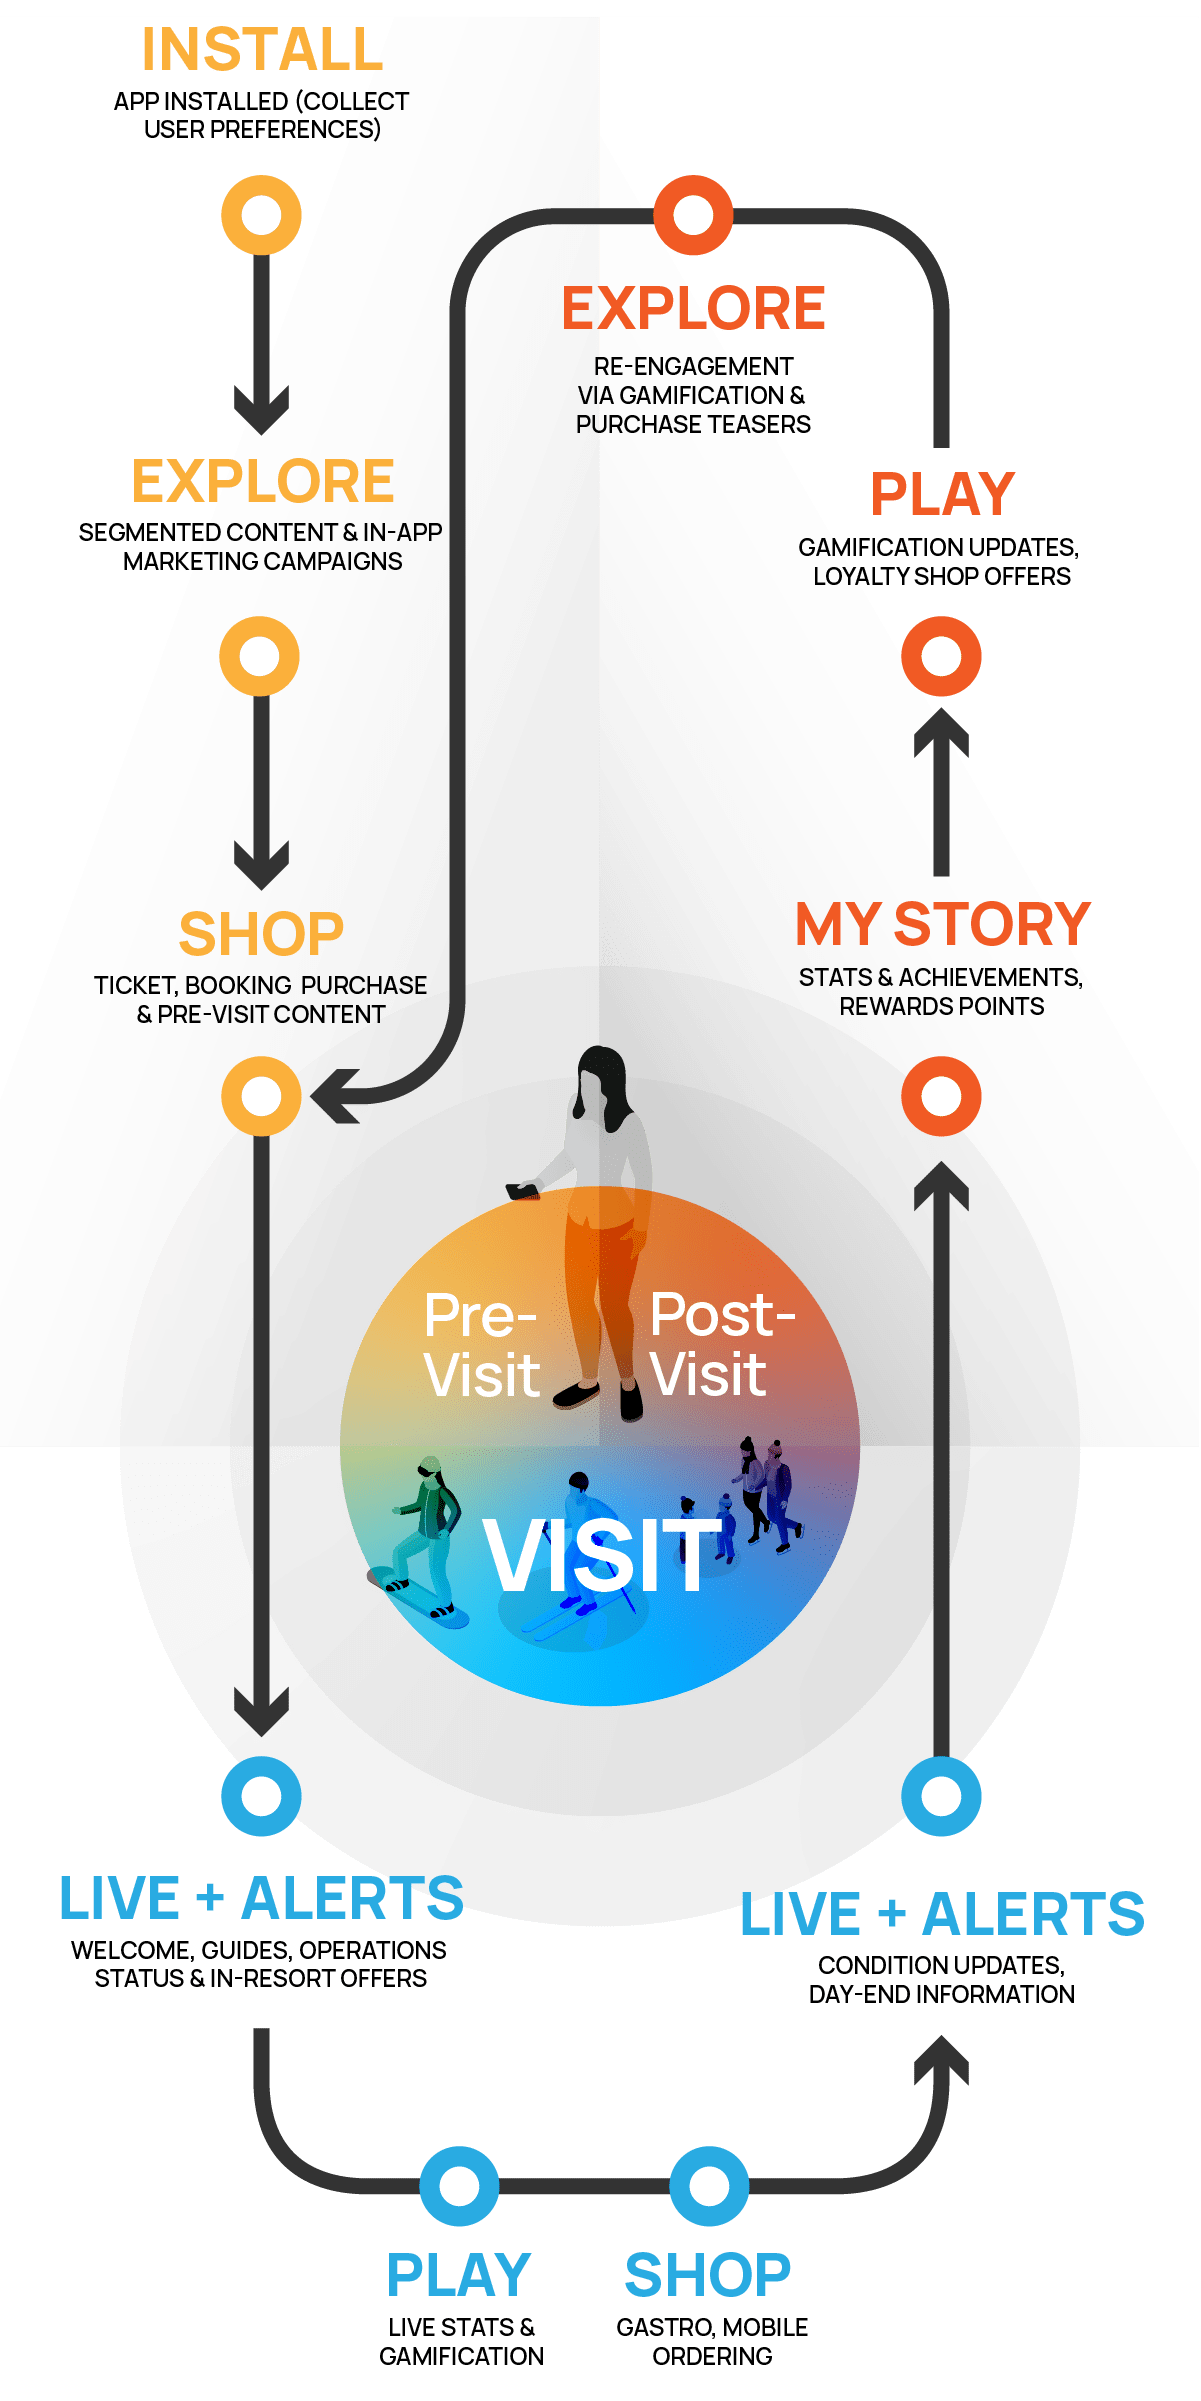 INSTALL
APP INSTALLED (COLLECT
USER PREFERENCES)
EXPLORE
SEGMENTED CONTENT & IN-APP
MARKETING CAMPAIGNS
SHOP
TICKET, BOOKING PURCHASE
& PRE-VISIT CONTENT
LIVE + ALERTS
WELCOME, GUIDES, OPERATIONS
STATUS & IN-RESORT OFFERS
PLAY
LIVE STATS &
GAMIFICATION
SHOP
GASTRO, MOBILE
ORDERING
LIVE + ALERTS
CONDITION UPDATES,
DAY-END INFORMATION
MY STORY
STATS & ACHIEVEMENTS,
REWARDS POINTS
PLAY
GAMIFICATION UPDATES,
LOYALTY SHOP OFFERS
EXPLORE
RE-ENGAGEMENT
VIA GAMIFICATION &
PURCHASE TEASERS
Pre-
Visit
Post-
Visit
VISIT